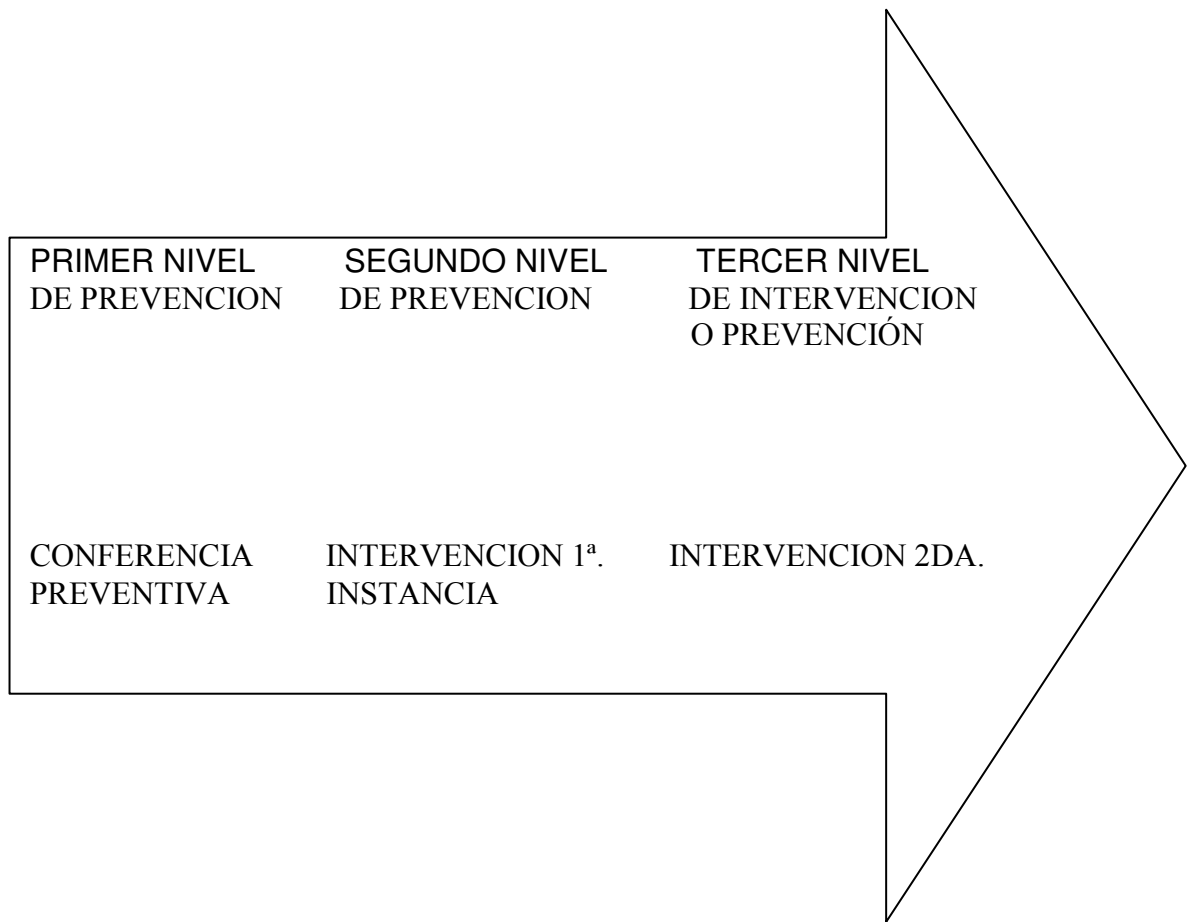 PRIMER NIVEL SEGUNDO NIVEL TERCER NIVEL
DE PREVENCION DE PREVENCION DE INTERVENCION
O PREVENCIÓN
CONFERENCIA INTERVENCION 1ª. INTERVENCION 2DA.
PREVENTIVA INSTANCIA